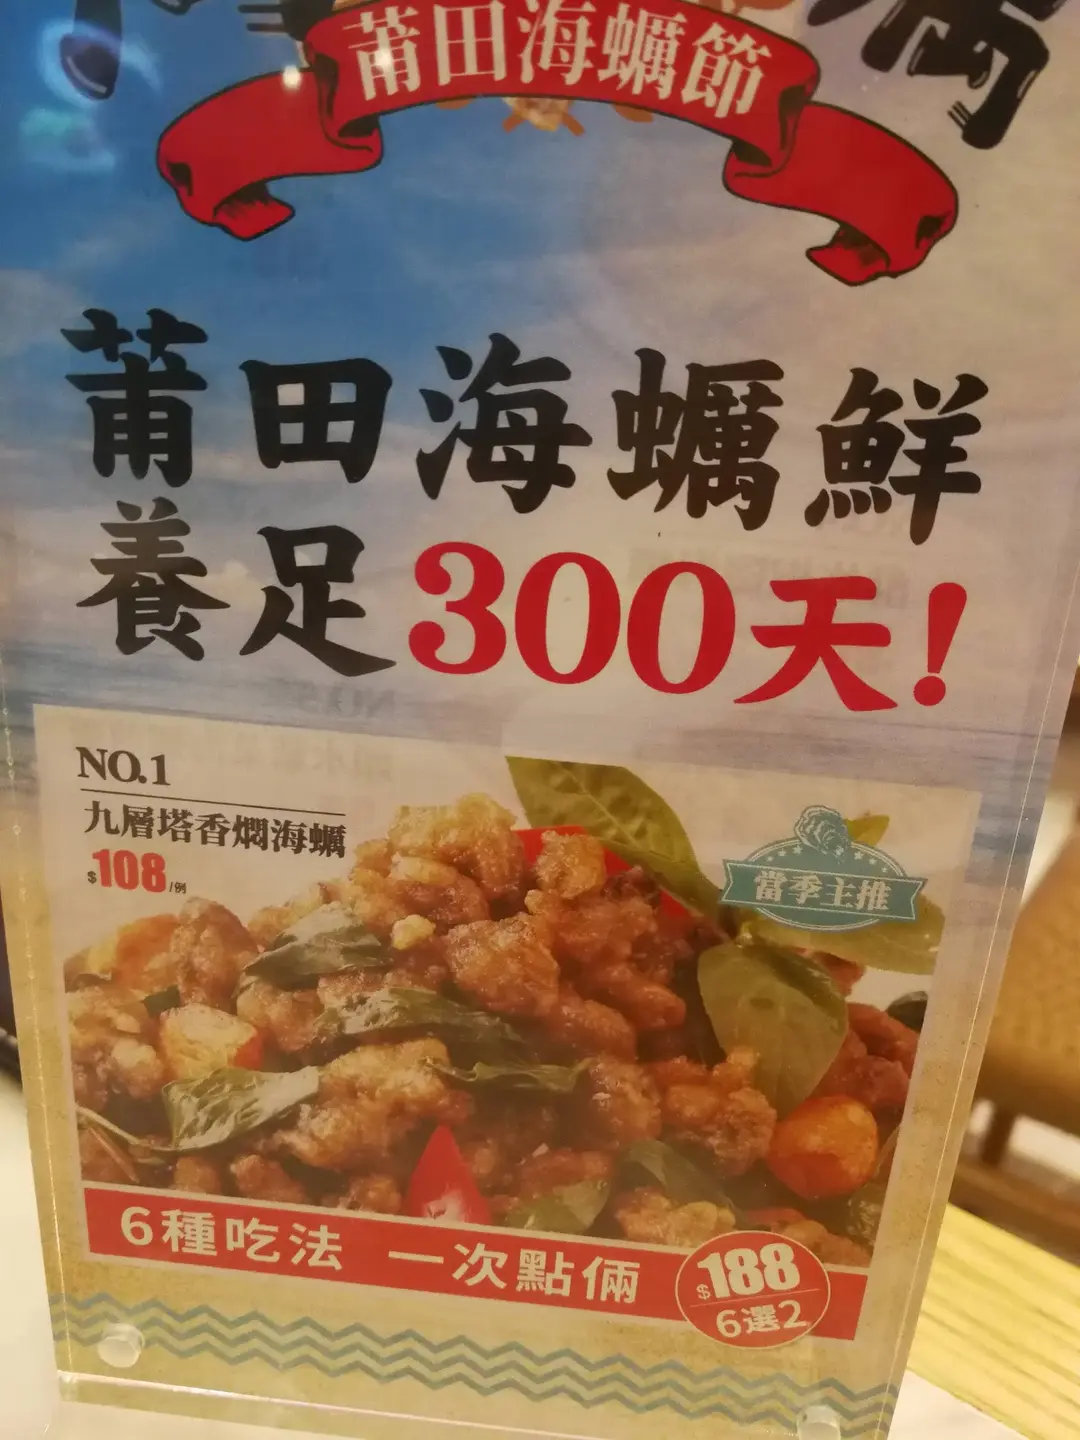 莆田海蠣節
莆田海蠣鮮
養足300天!
NO.1
九層塔香燜海蠣
$108/例
當季主推
6種吃法 一次點倆
$188
6選2